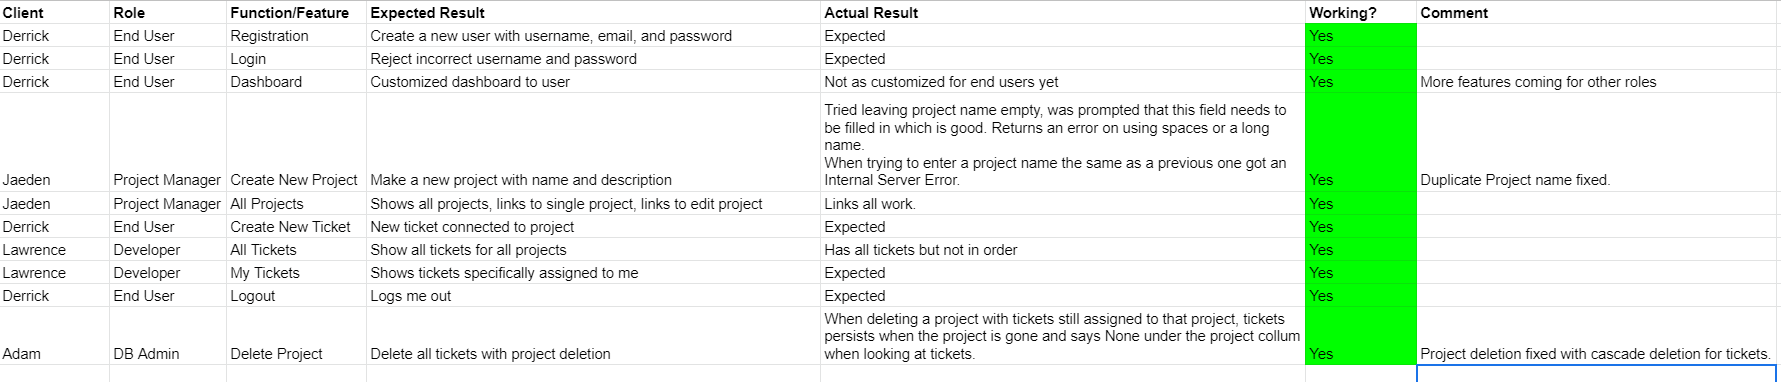 Client Role Function/Feature Expected Result Actual Result Working? Comment
Derrick End User Registration Create a new user with username, email, and password Expected Yes
Derrick End User Login Reject incorrect username and password Expected Yes
Derrick End User Dashboard Customized dashboard to user Not as customized for end users yet Yes More features coming for other roles
Tried leaving project name empty, was prompted that this field needs to
be filled in which is good. Returns an error on using spaces or a long
name.
When trying to enter a project name the same as a previous one got an
Jaeden Project Manager Create New Project Make a new project with name and description Internal Server Error. Yes Duplicate Project name fixed.
Jaeden Project Manager All Projects Shows all projects, links to single project, links to edit project Links all work. Yes
Derrick End User Create New Ticket New ticket connected to project Expected Yes
Lawrence Developer All Tickets Show all tickets for all projects Has all tickets but not in order Yes
Lawrence Developer My Tickets Shows tickets specifically assigned to me Expected Yes
Derrick End User Logout Logs me out Expected Yes
When deleting a project with tickets still assigned to that project, tickets
persists when the project is gone and says None under the project collum
Adam DB Admin Delete Project Delete all tickets with project deletion when looking at tickets. Yes Project deletion fixed with cascade deletion for tickets.